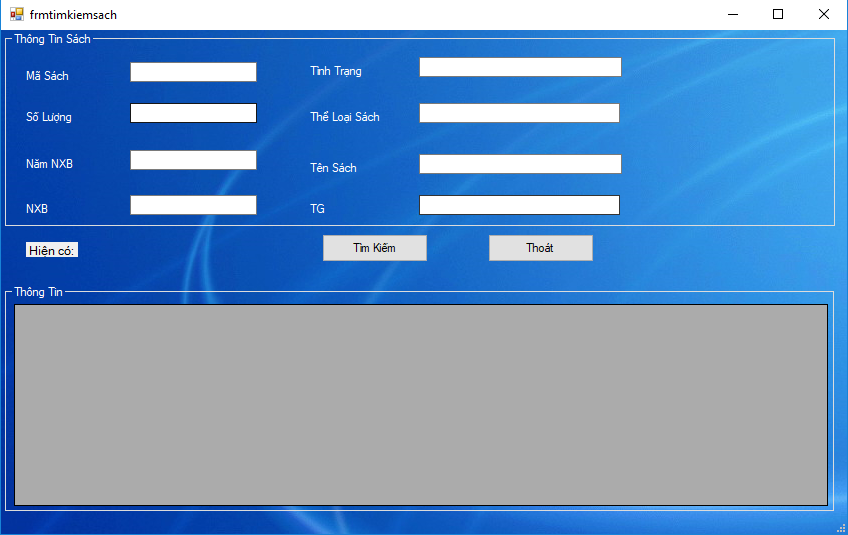 frmtimkiemsach
Thông Tin Sách
Mã Sách
Tình Trạng
Số Lượng
Thể Loại Sách
Năm NXB
Tên Sách
NXB
TG
Hiện có:
Tìm Kiếm
Thoát
Thông Tin